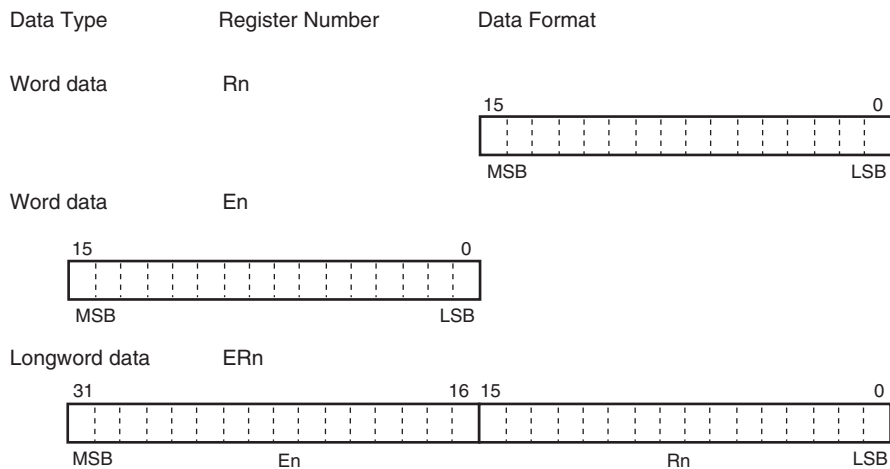 Data Type Register Number Data Format
Word data Rn
15 0
MSB LSB
Word data En
15 0
MSB LSB
Longword data ERn
31 16 15 0
MSB En Rn LSB